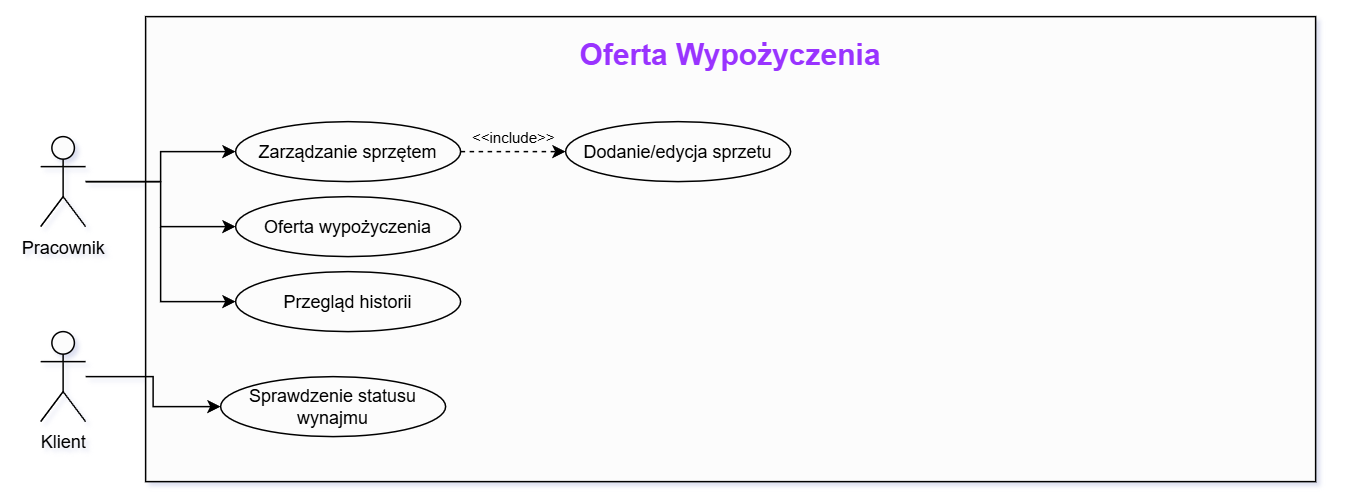 Oferta Wypożyczenia
Zarządzanie sprzętem
<<include>>
Dodanie/edycja sprzetu
Pracownik
Oferta wypożyczenia
Przegląd historii
Klient
Sprawdzenie statusu
wynajmu